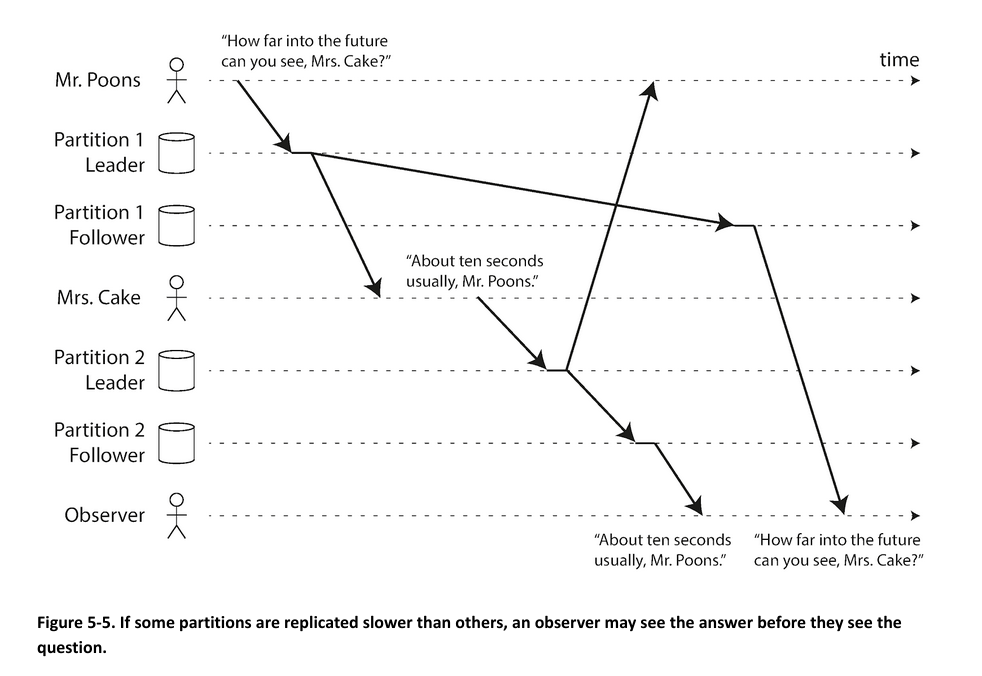 “How far into the future
can you see, Mrs. Cake?”
time
Mr. Poons
Partition 1
Leader
Partition 1
Follower
“About ten seconds
usually, Mr. Poons.”
Mrs. Cake
Partition 2
Leader
Partition 2
Follower
Observer
“About ten seconds
usually, Mr. Poons.”
“How far into the future
can you see, Mrs. Cake?”
Figure 5-5. If some partitions are replicated slower than others, an observer may see the answer before they see the
question.